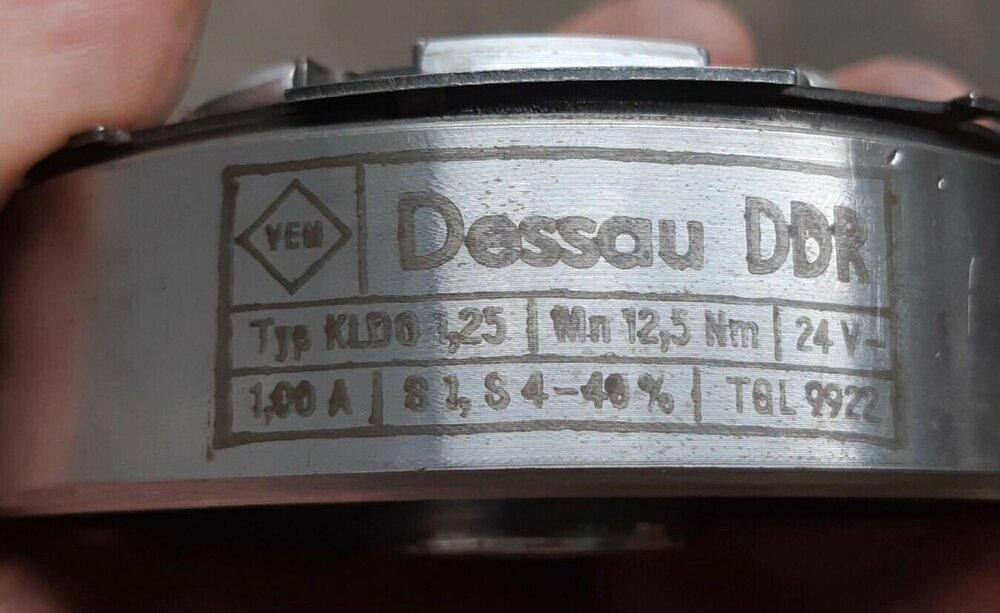 VEM Dessau DDR
Typ KLDO 1,25 Mn 12,5 Nm 24 V-
1,00 A S 1, S 4-40 % TGL 9922